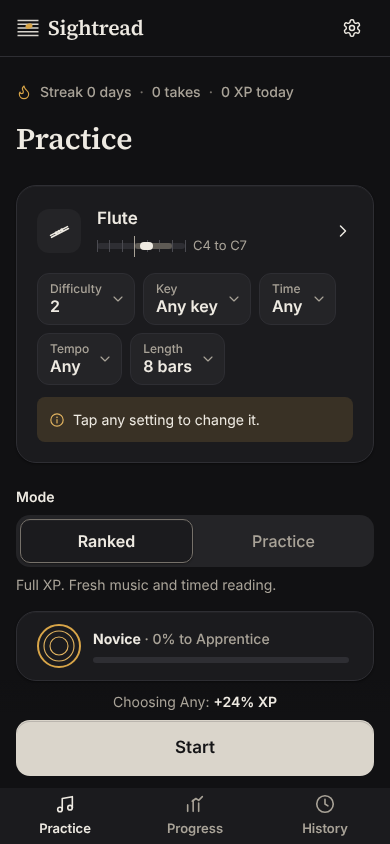 Sightread
Streak 0 days · 0 takes · 0 XP today
Practice
Flute
C4 to C7
Difficulty
2
Key
Any key
Time
Any
Tempo
Any
Length
8 bars
Tap any setting to change it.
Mode
Ranked
Practice
Full XP. Fresh music and timed reading.
Novice · 0% to Apprentice
Choosing Any: +24% XP
Start
Practice
Progress
History